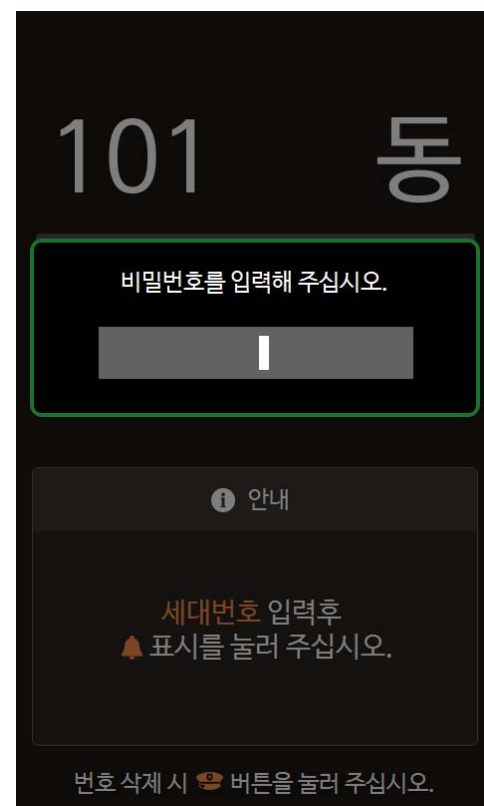 101 동
비밀번호를 입력해 주십시오.
안내
세대번호 입력후
표시를 눌러 주십시오.
번호 삭제 시 버튼을 눌러 주십시오.